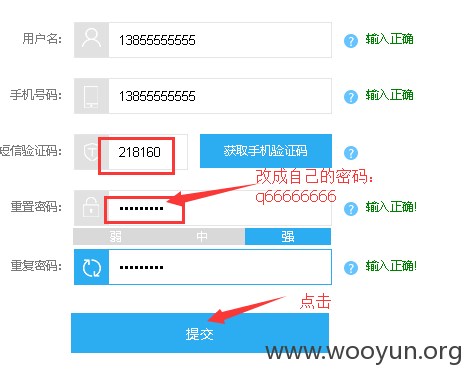 用户名： 13855555555 输入正确
手机号码： 13855555555 输入正确
短信验证码： 218160 获取手机验证码
改成自己的密码：
q66666666
重置密码： ••••••••• 输入正确!
弱 中 强
重复密码： ••••••••• 输入正确!
点击
提交
www.wooyun.org